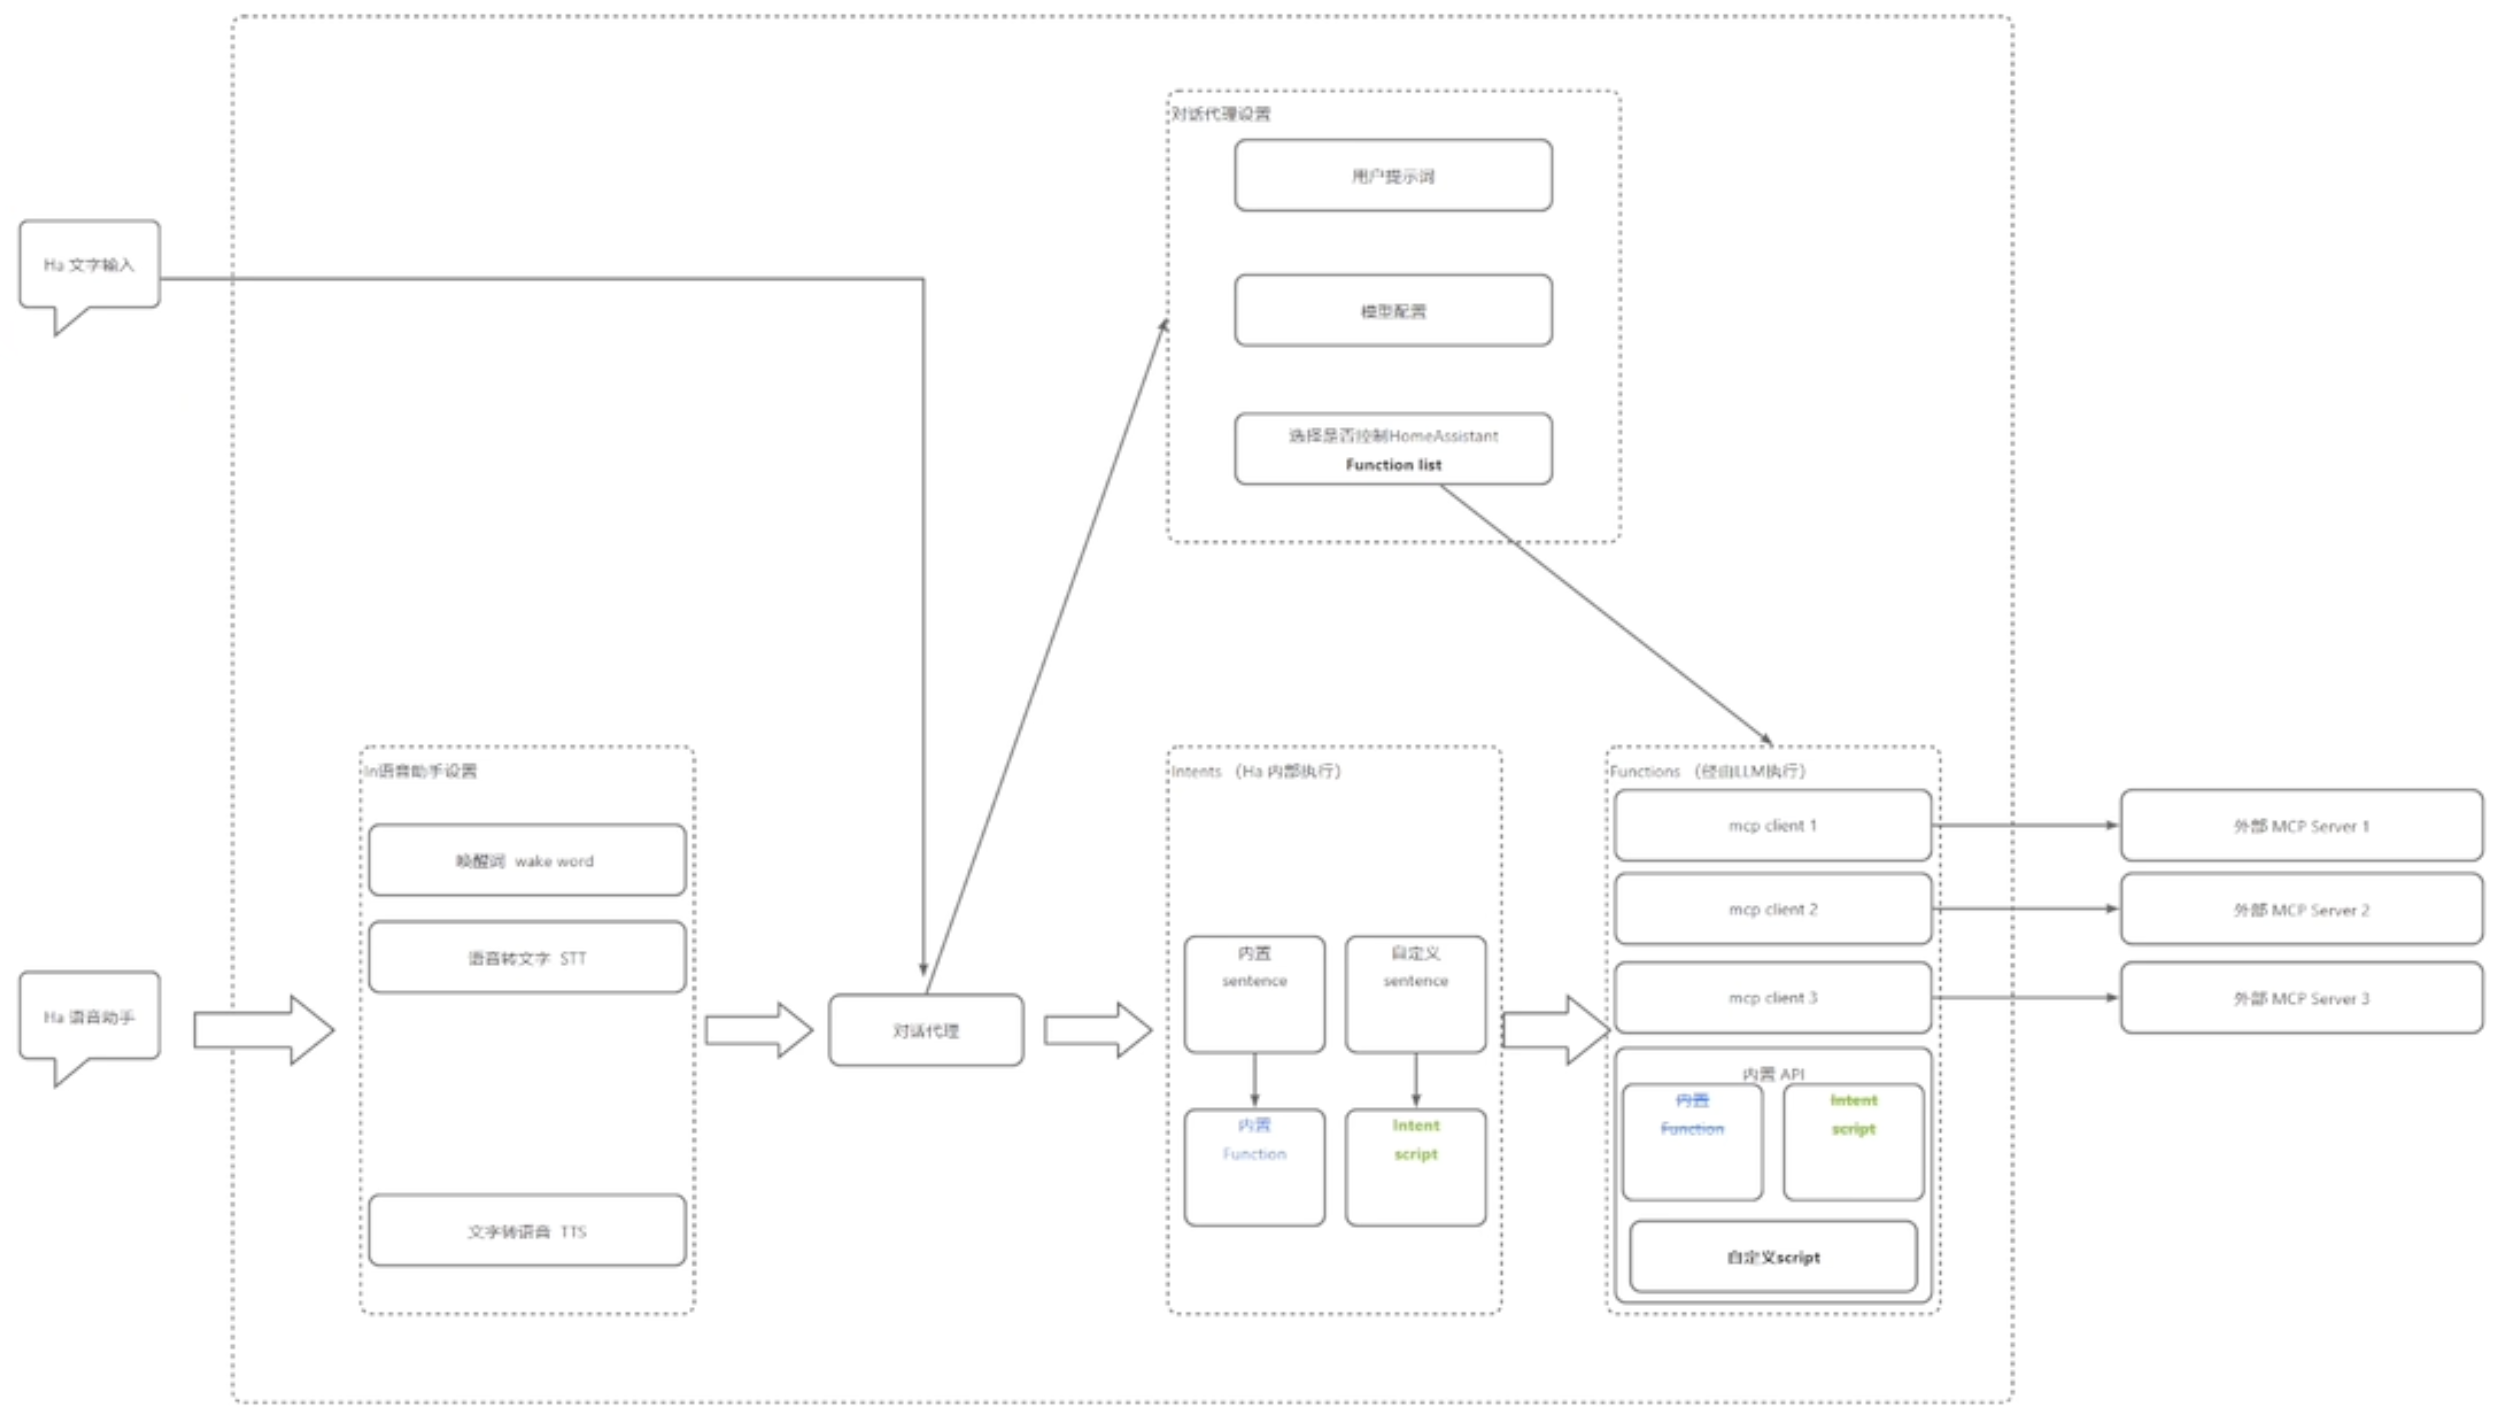 对话代理设置
用户提示词
Ha 文字输入
模型配置
选择是否控制HomeAssistant
Function list
In语音助手设置
唤醒词 wake word
语音转文字 STT
文字转语音 TTS
Ha 语音助手
对话代理
Intents （Ha 内部执行）
内置
sentence
自定义
sentence
内置
Function
Intent
script
Functions （经由LLM执行）
mcp client 1
mcp client 2
mcp client 3
内置 API
内置
Function
Intent
script
自定义script
外部 MCP Server 1
外部 MCP Server 2
外部 MCP Server 3